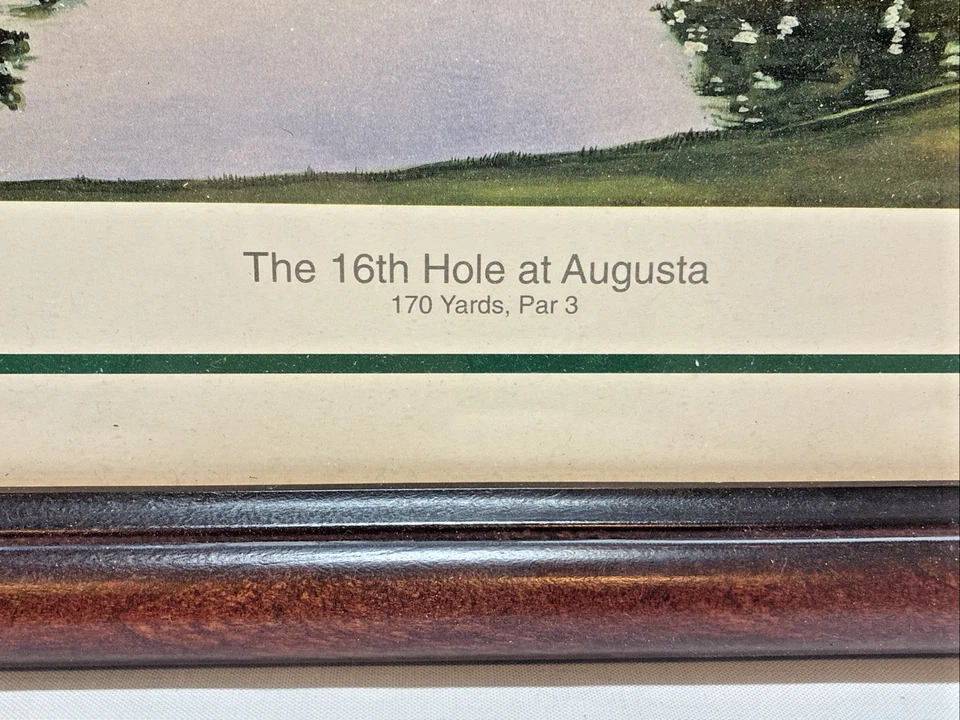 The 16th Hole at Augusta
170 Yards, Par 3